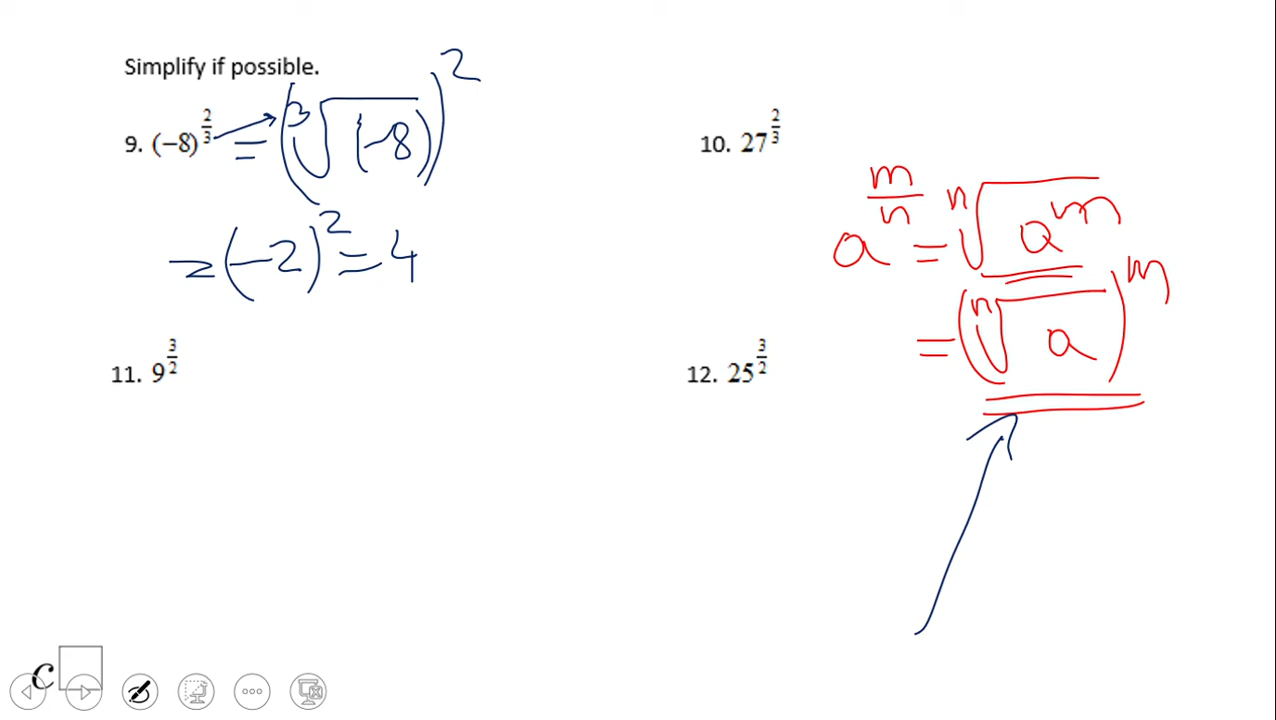 Simplify if possible.
9. (−8)^(2/3) = (∛(−8))^2
= (−2)^2 = 4
10. 27^(2/3)
a^(m/n) = ⁿ√(a^m)
= (ⁿ√a)^m
11. 9^(3/2)
12. 25^(3/2)
c